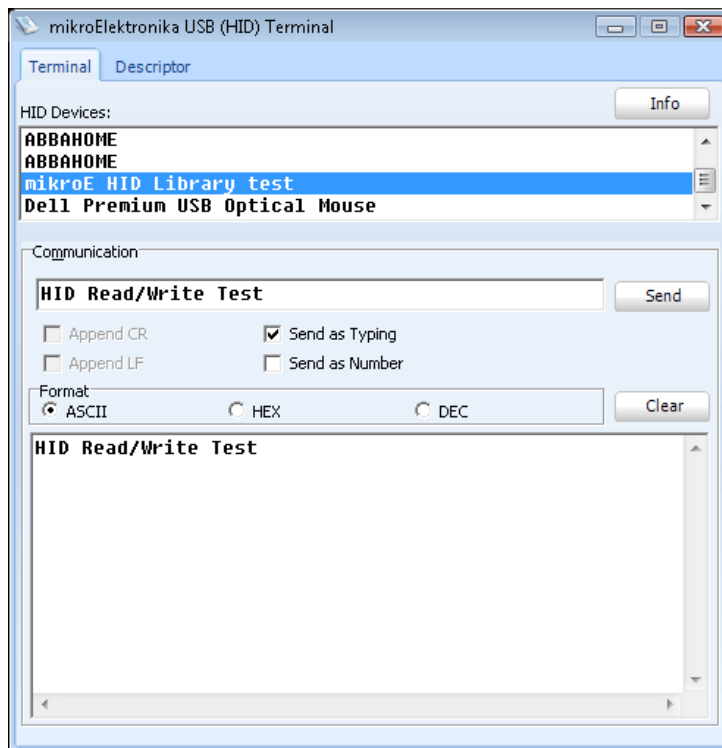 mikroElektronika USB (HID) Terminal
Terminal Descriptor
Info
HID Devices:
ABBAHOME
ABBAHOME
mikroE HID Library test
Dell Premium USB Optical Mouse
Communication
HID Read/Write Test Send
Append CR Send as Typing
Append LF Send as Number
Format
ASCII HEX DEC Clear
HID Read/Write Test